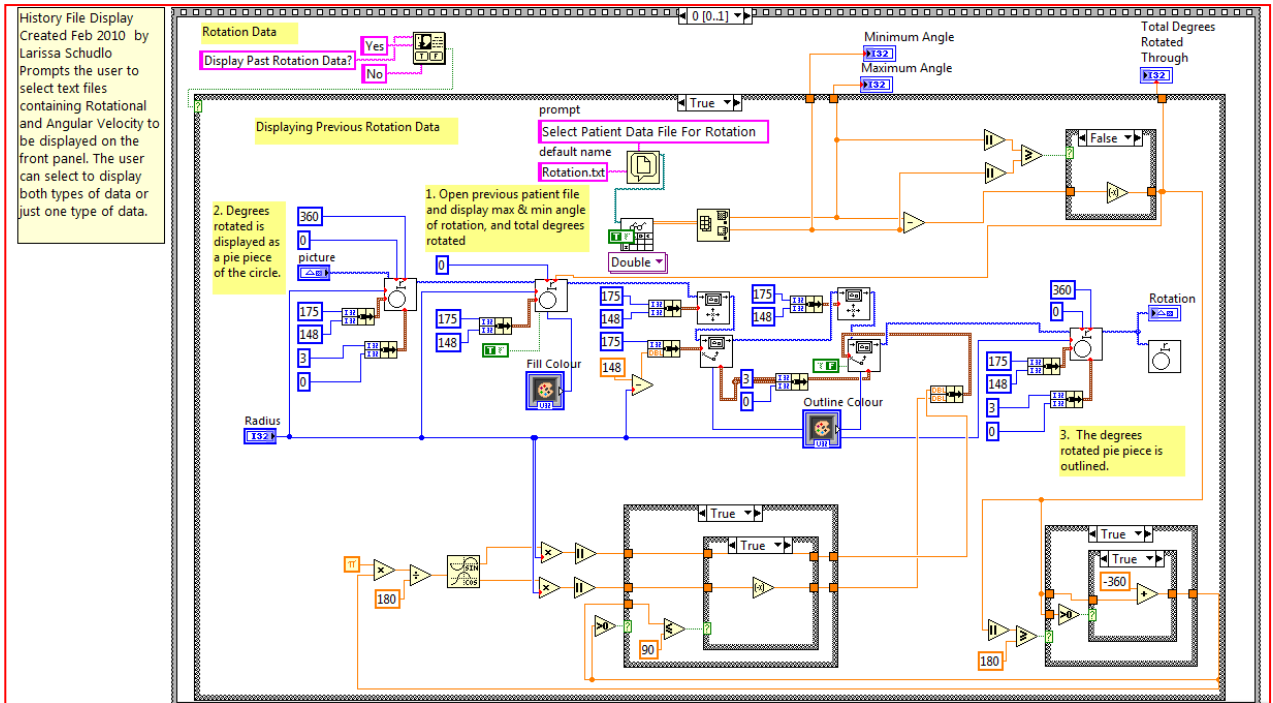 History File Display
Created Feb 2010 by
Larissa Schudlo
Prompts the user to
select text files
containing Rotational
and Angular Velocity to
be displayed on the
front panel. The user
can select to display
both types of data or
just one type of data.
0 [0..1]
Rotation Data
Yes
Display Past Rotation Data?
No
T F
Minimum Angle
I32
Maximum Angle
I32
Total Degrees
Rotated
Through
I32
True
Displaying Previous Rotation Data
prompt
Select Patient Data File For Rotation
default name
Rotation.txt
False
1. Open previous patient file
and display max & min angle
of rotation, and total degrees
rotated
2. Degrees
rotated is
displayed as
a pie piece
of the circle.
T F
Double
360
0
picture
175
148
3
0
0
175
148
T F
Fill Colour
175
148
175
148
175
148
T F
3
0
Outline Colour
360
0
175
148
3
0
Rotation
Radius
I32
3. The degrees
rotated pie piece is
outlined.
True
True
π
180
SIN
COS
>0
90
True
True
-360
>0
180